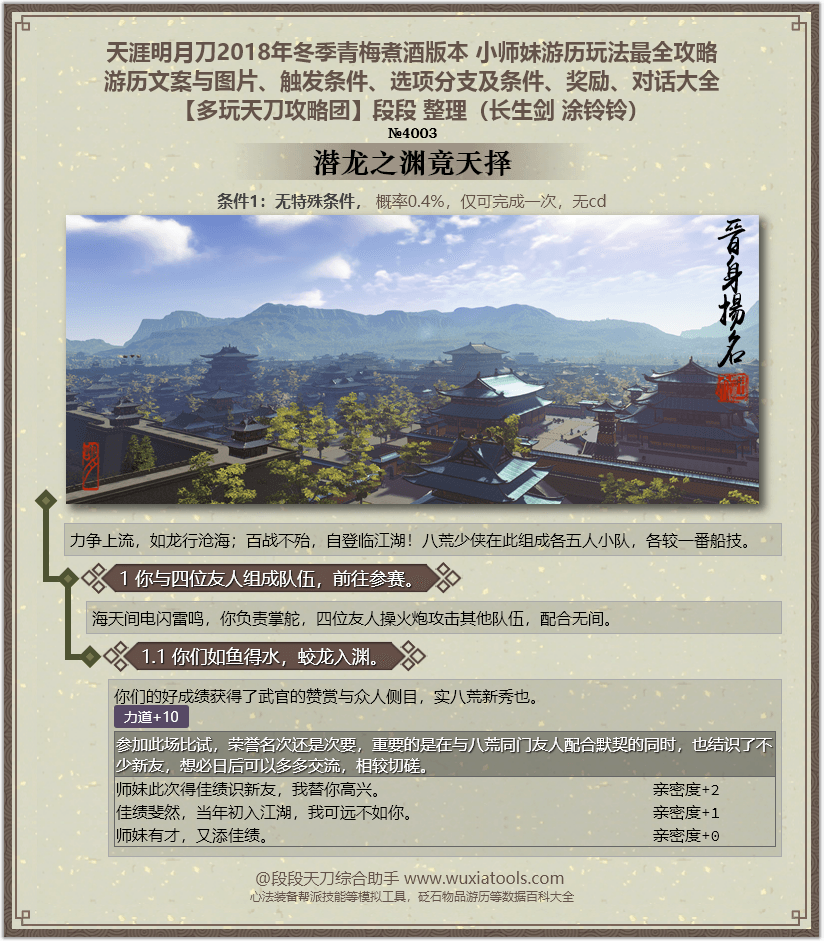 天涯明月刀2018年冬季青梅煮酒版本 小师妹游历玩法最全攻略
游历文案与图片、触发条件、选项分支及条件、奖励、对话大全
【多玩天刀攻略团】段段 整理（长生剑 涂铃铃）
№4003
潜龙之渊竟天择
条件1：无特殊条件， 概率0.4%，仅可完成一次，无cd
晋身扬名
力争上流，如龙行沧海；百战不殆，自登临江湖！八荒少侠在此组成各五人小队，各较一番船技。
1 你与四位友人组成队伍，前往参赛。
海天间电闪雷鸣，你负责掌舵，四位友人操火炮攻击其他队伍，配合无间。
1.1 你们如鱼得水，蛟龙入渊。
你们的好成绩获得了武官的赞赏与众人侧目，实八荒新秀也。
力道+10
参加此场比试，荣誉名次还是次要，重要的是在与八荒同门友人配合默契的同时，也结识了不
少新友，想必日后可以多多交流，相较切磋。
师妹此次得佳绩识新友，我替你高兴。 亲密度+2
佳绩斐然，当年初入江湖，我可远不如你。 亲密度+1
师妹有才，又添佳绩。 亲密度+0
@段段天刀综合助手 www.wuxiatools.com
心法装备帮派技能等模拟工具，砭石物品游历等数据百科大全